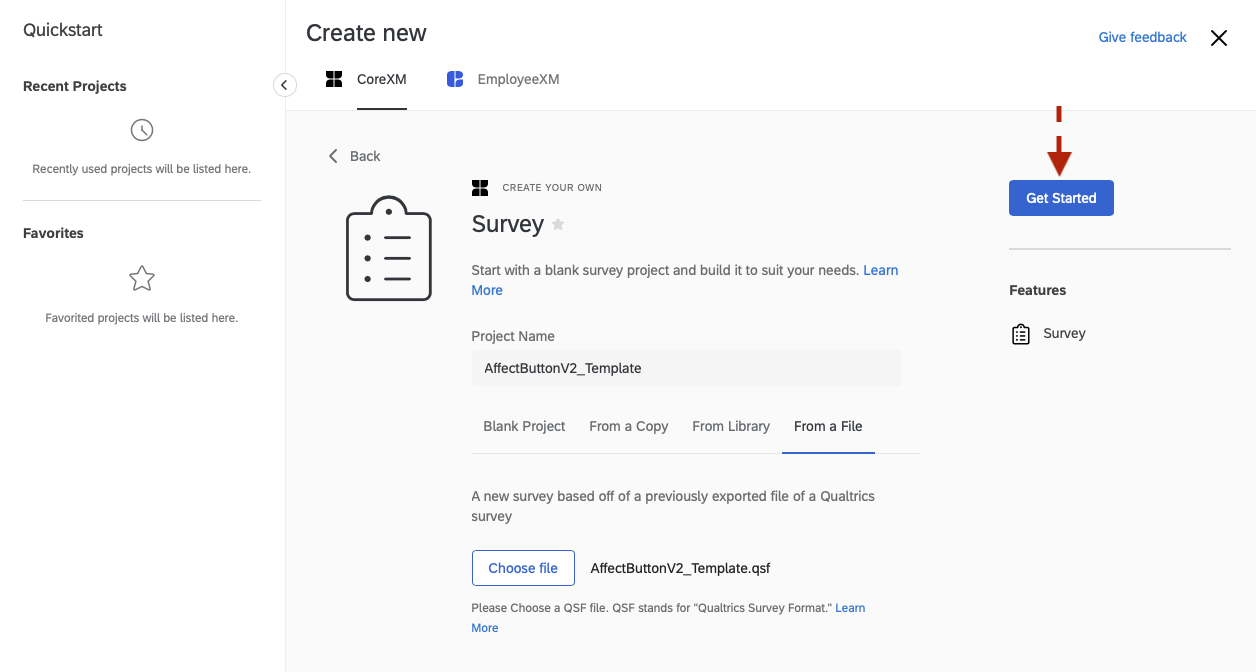 Quickstart
Recent Projects
Recently used projects will be listed here.
Favorites
Favorited projects will be listed here.
Create new
Give feedback
CoreXM
EmployeeXM
Back
CREATE YOUR OWN
Survey
Start with a blank survey project and build it to suit your needs. Learn
More
Project Name
AffectButtonV2_Template
Blank Project
From a Copy
From Library
From a File
A new survey based off of a previously exported file of a Qualtrics
survey
Choose file
AffectButtonV2_Template.qsf
Please Choose a QSF file. QSF stands for "Qualtrics Survey Format." Learn
More
Get Started
Features
Survey